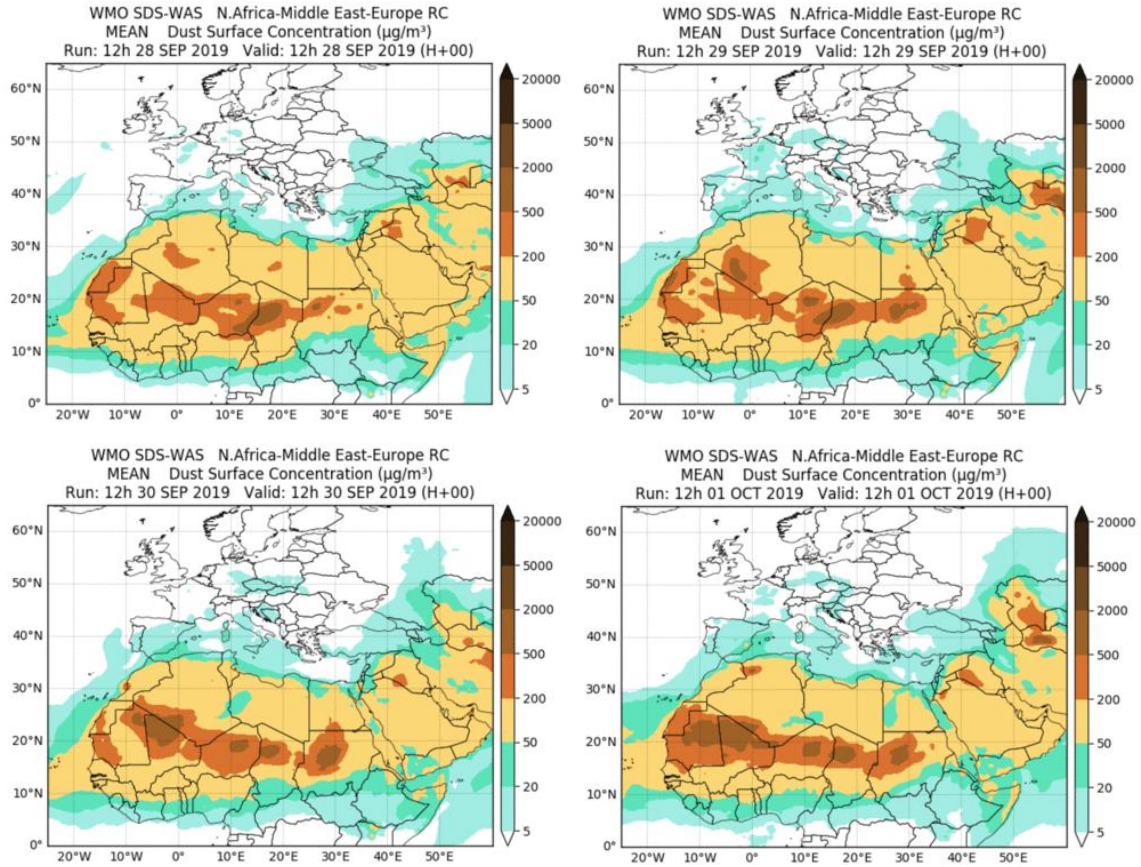 WMO SDS-WAS N.Africa-Middle East-Europe RC
MEAN Dust Surface Concentration (µg/m³)
Run: 12h 28 SEP 2019 Valid: 12h 28 SEP 2019 (H+00)
60°N
50°N
40°N
30°N
20°N
10°N
0°
20°W 10°W 0° 10°E 20°E 30°E 40°E 50°E
20000
5000
2000
500
200
50
20
5
WMO SDS-WAS N.Africa-Middle East-Europe RC
MEAN Dust Surface Concentration (µg/m³)
Run: 12h 29 SEP 2019 Valid: 12h 29 SEP 2019 (H+00)
60°N
50°N
40°N
30°N
20°N
10°N
0°
20°W 10°W 0° 10°E 20°E 30°E 40°E 50°E
20000
5000
2000
500
200
50
20
5
WMO SDS-WAS N.Africa-Middle East-Europe RC
MEAN Dust Surface Concentration (µg/m³)
Run: 12h 30 SEP 2019 Valid: 12h 30 SEP 2019 (H+00)
60°N
50°N
40°N
30°N
20°N
10°N
0°
20°W 10°W 0° 10°E 20°E 30°E 40°E 50°E
20000
5000
2000
500
200
50
20
5
WMO SDS-WAS N.Africa-Middle East-Europe RC
MEAN Dust Surface Concentration (µg/m³)
Run: 12h 01 OCT 2019 Valid: 12h 01 OCT 2019 (H+00)
60°N
50°N
40°N
30°N
20°N
10°N
0°
20°W 10°W 0° 10°E 20°E 30°E 40°E 50°E
20000
5000
2000
500
200
50
20
5